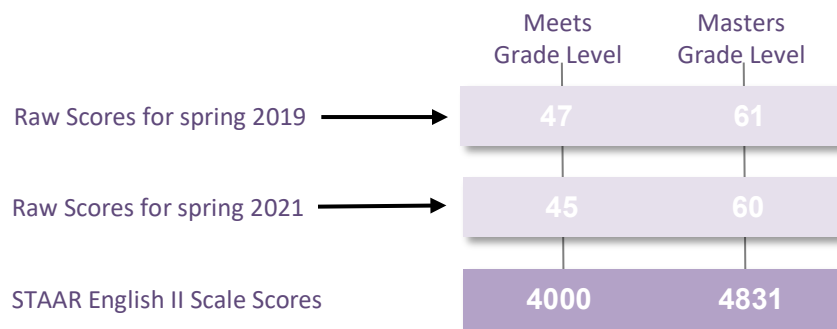 Meets Masters
Grade Level Grade Level
Raw Scores for spring 2019 47 61
Raw Scores for spring 2021 45 60
STAAR English II Scale Scores 4000 4831